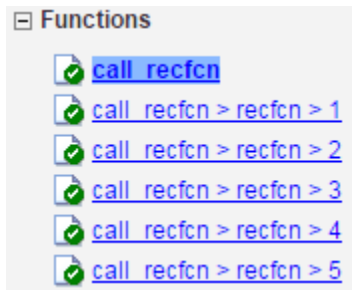 Functions
call_recfcn
call_recfcn > recfcn > 1
call_recfcn > recfcn > 2
call_recfcn > recfcn > 3
call_recfcn > recfcn > 4
call_recfcn > recfcn > 5